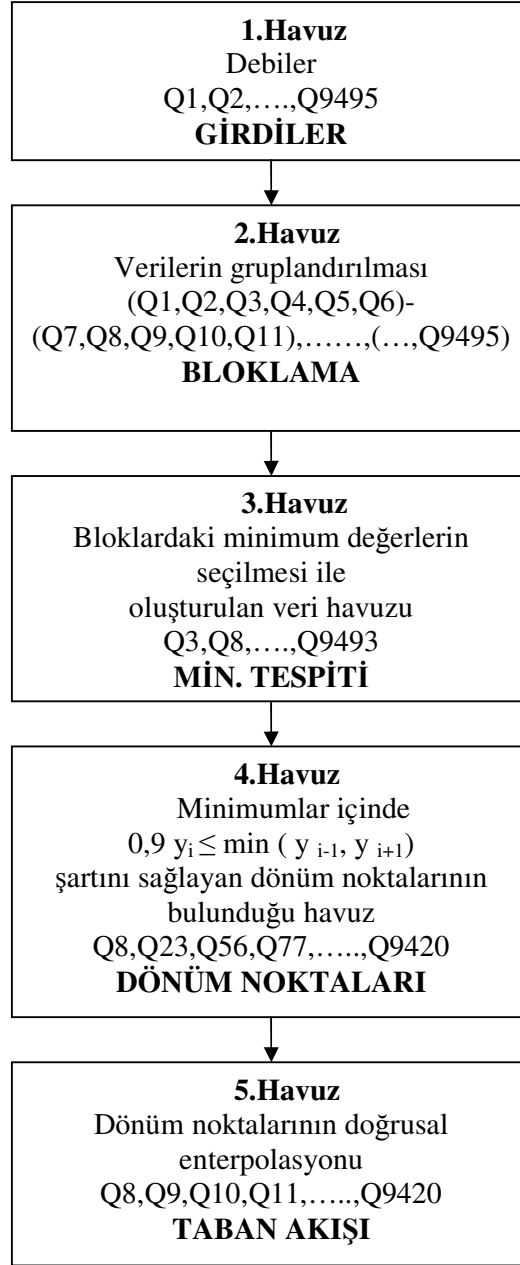 1.Havuz
Debiler
Q1,Q2,….,Q9495
GİRDİLER
2.Havuz
Verilerin gruplandırılması
(Q1,Q2,Q3,Q4,Q5,Q6)-
(Q7,Q8,Q9,Q10,Q11),……,(…,Q9495)
BLOKLAMA
3.Havuz
Bloklardaki minimum değerlerin
seçilmesi ile
oluşturulan veri havuzu
Q3,Q8,….,Q9493
MİN. TESPİTİ
4.Havuz
Minimumlar içinde
0,9 yi ≤ min ( y i-1, y i+1)
şartını sağlayan dönüm noktalarının
bulunduğu havuz
Q8,Q23,Q56,Q77,…..,Q9420
DÖNÜM NOKTALARI
5.Havuz
Dönüm noktalarının doğrusal
enterpolasyonu
Q8,Q9,Q10,Q11,…..,Q9420
TABAN AKIŞI